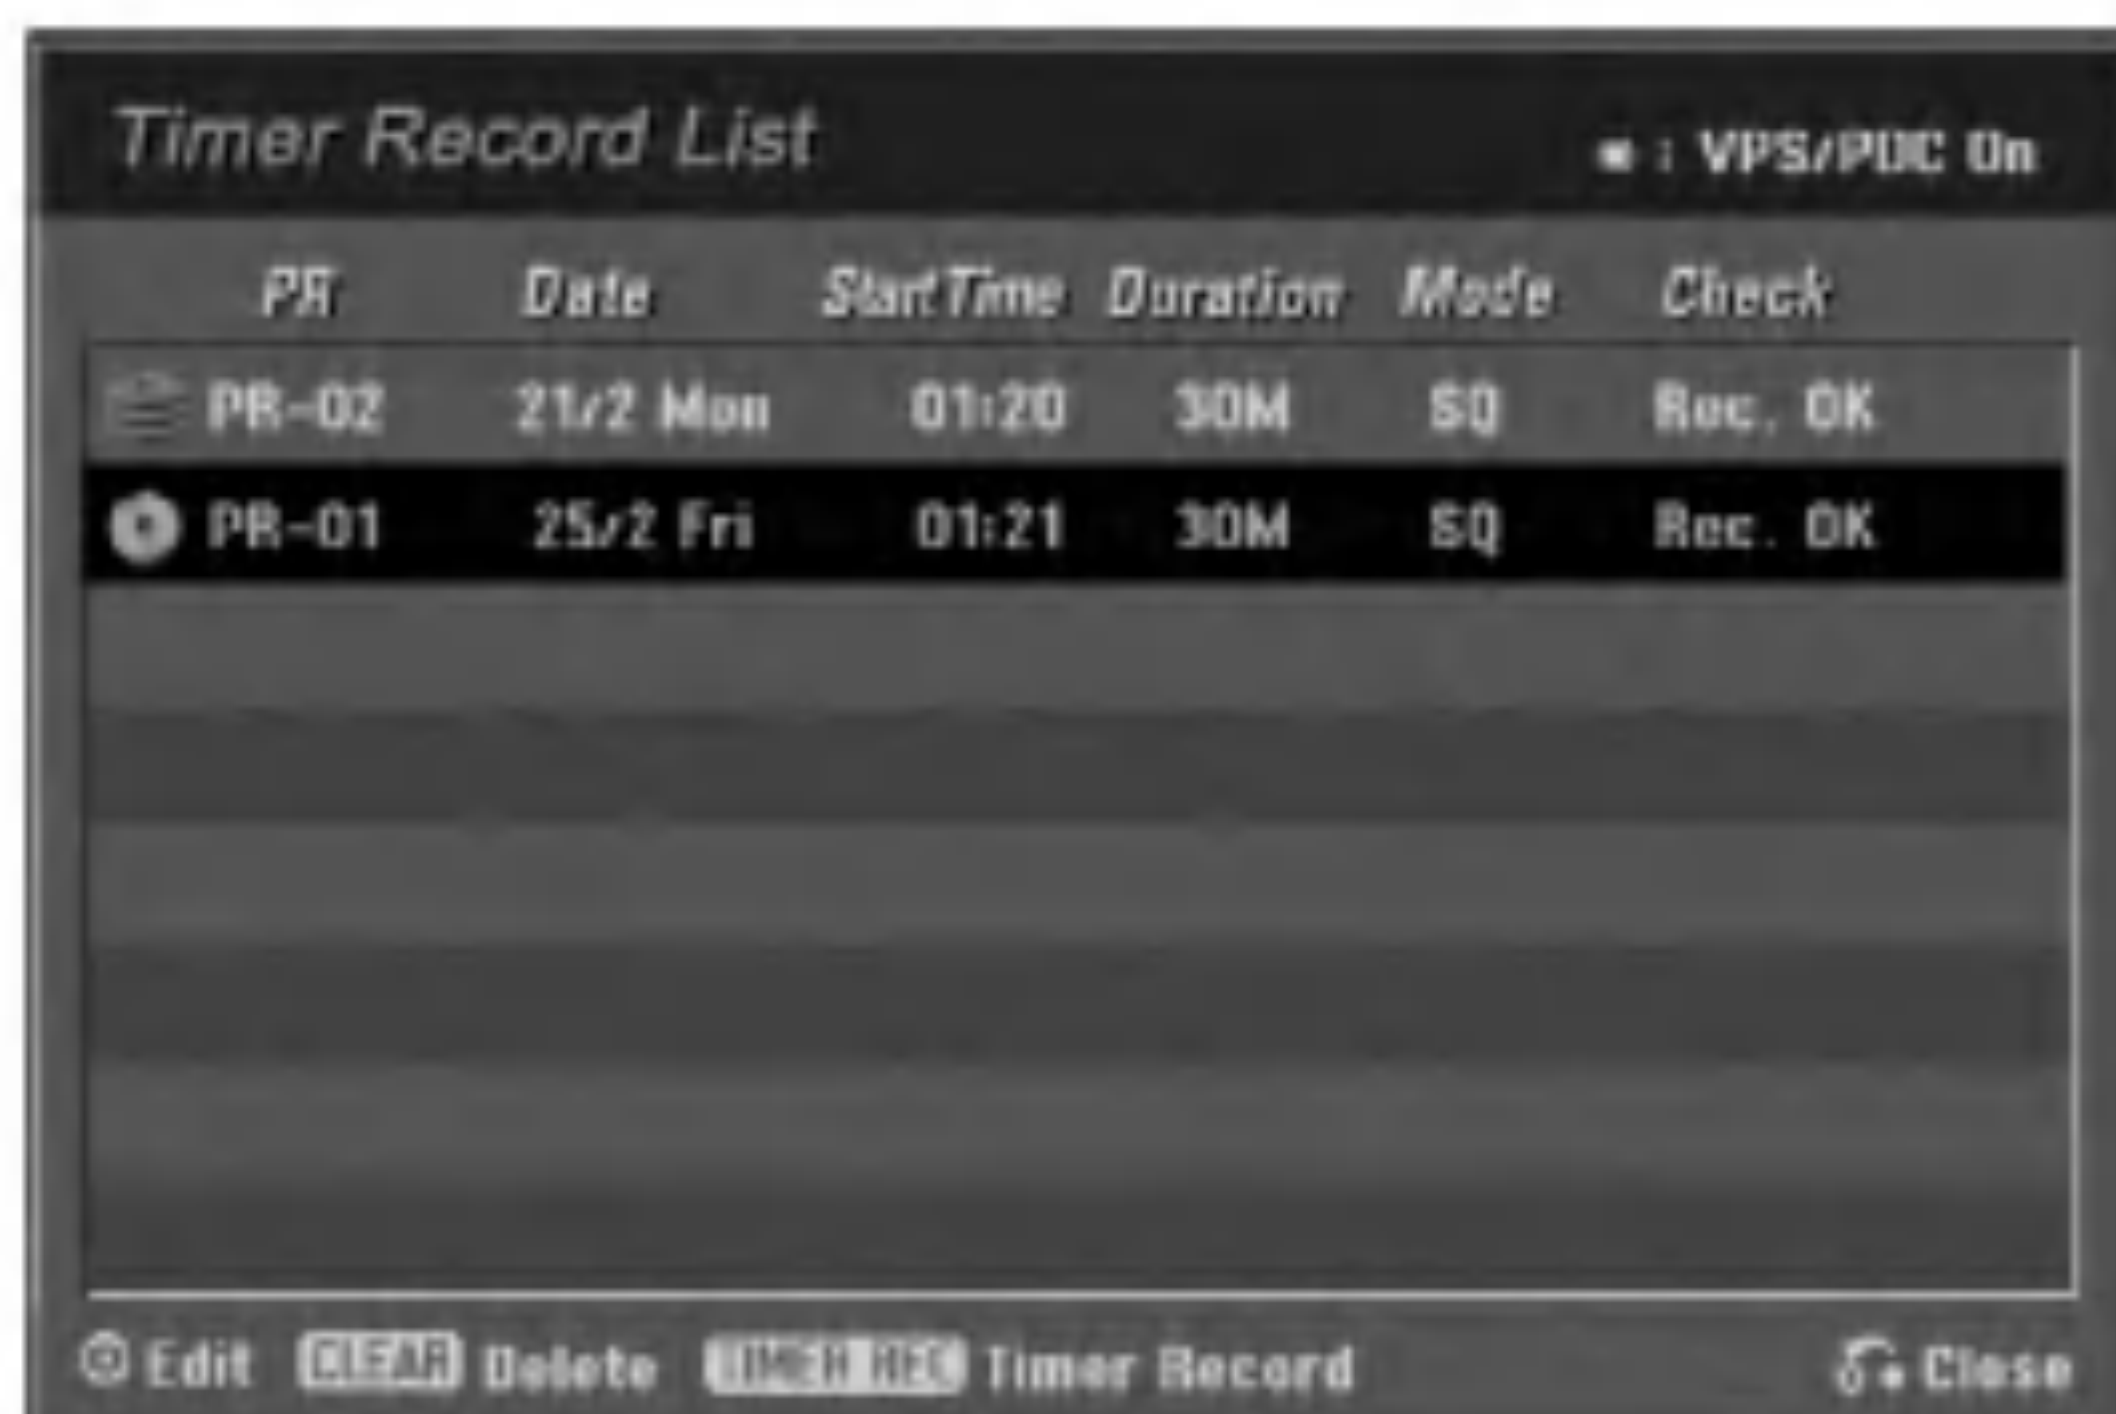 Timer Record List
■ : VPS/PDC On
PR Date Start Time Duration Mode Check
PR-02 21/2 Mon 01:20 30M SQ Rec. OK
PR-01 25/2 Fri 01:21 30M SQ Rec. OK
Edit CLEAR Delete TIMER REC Timer Record Close